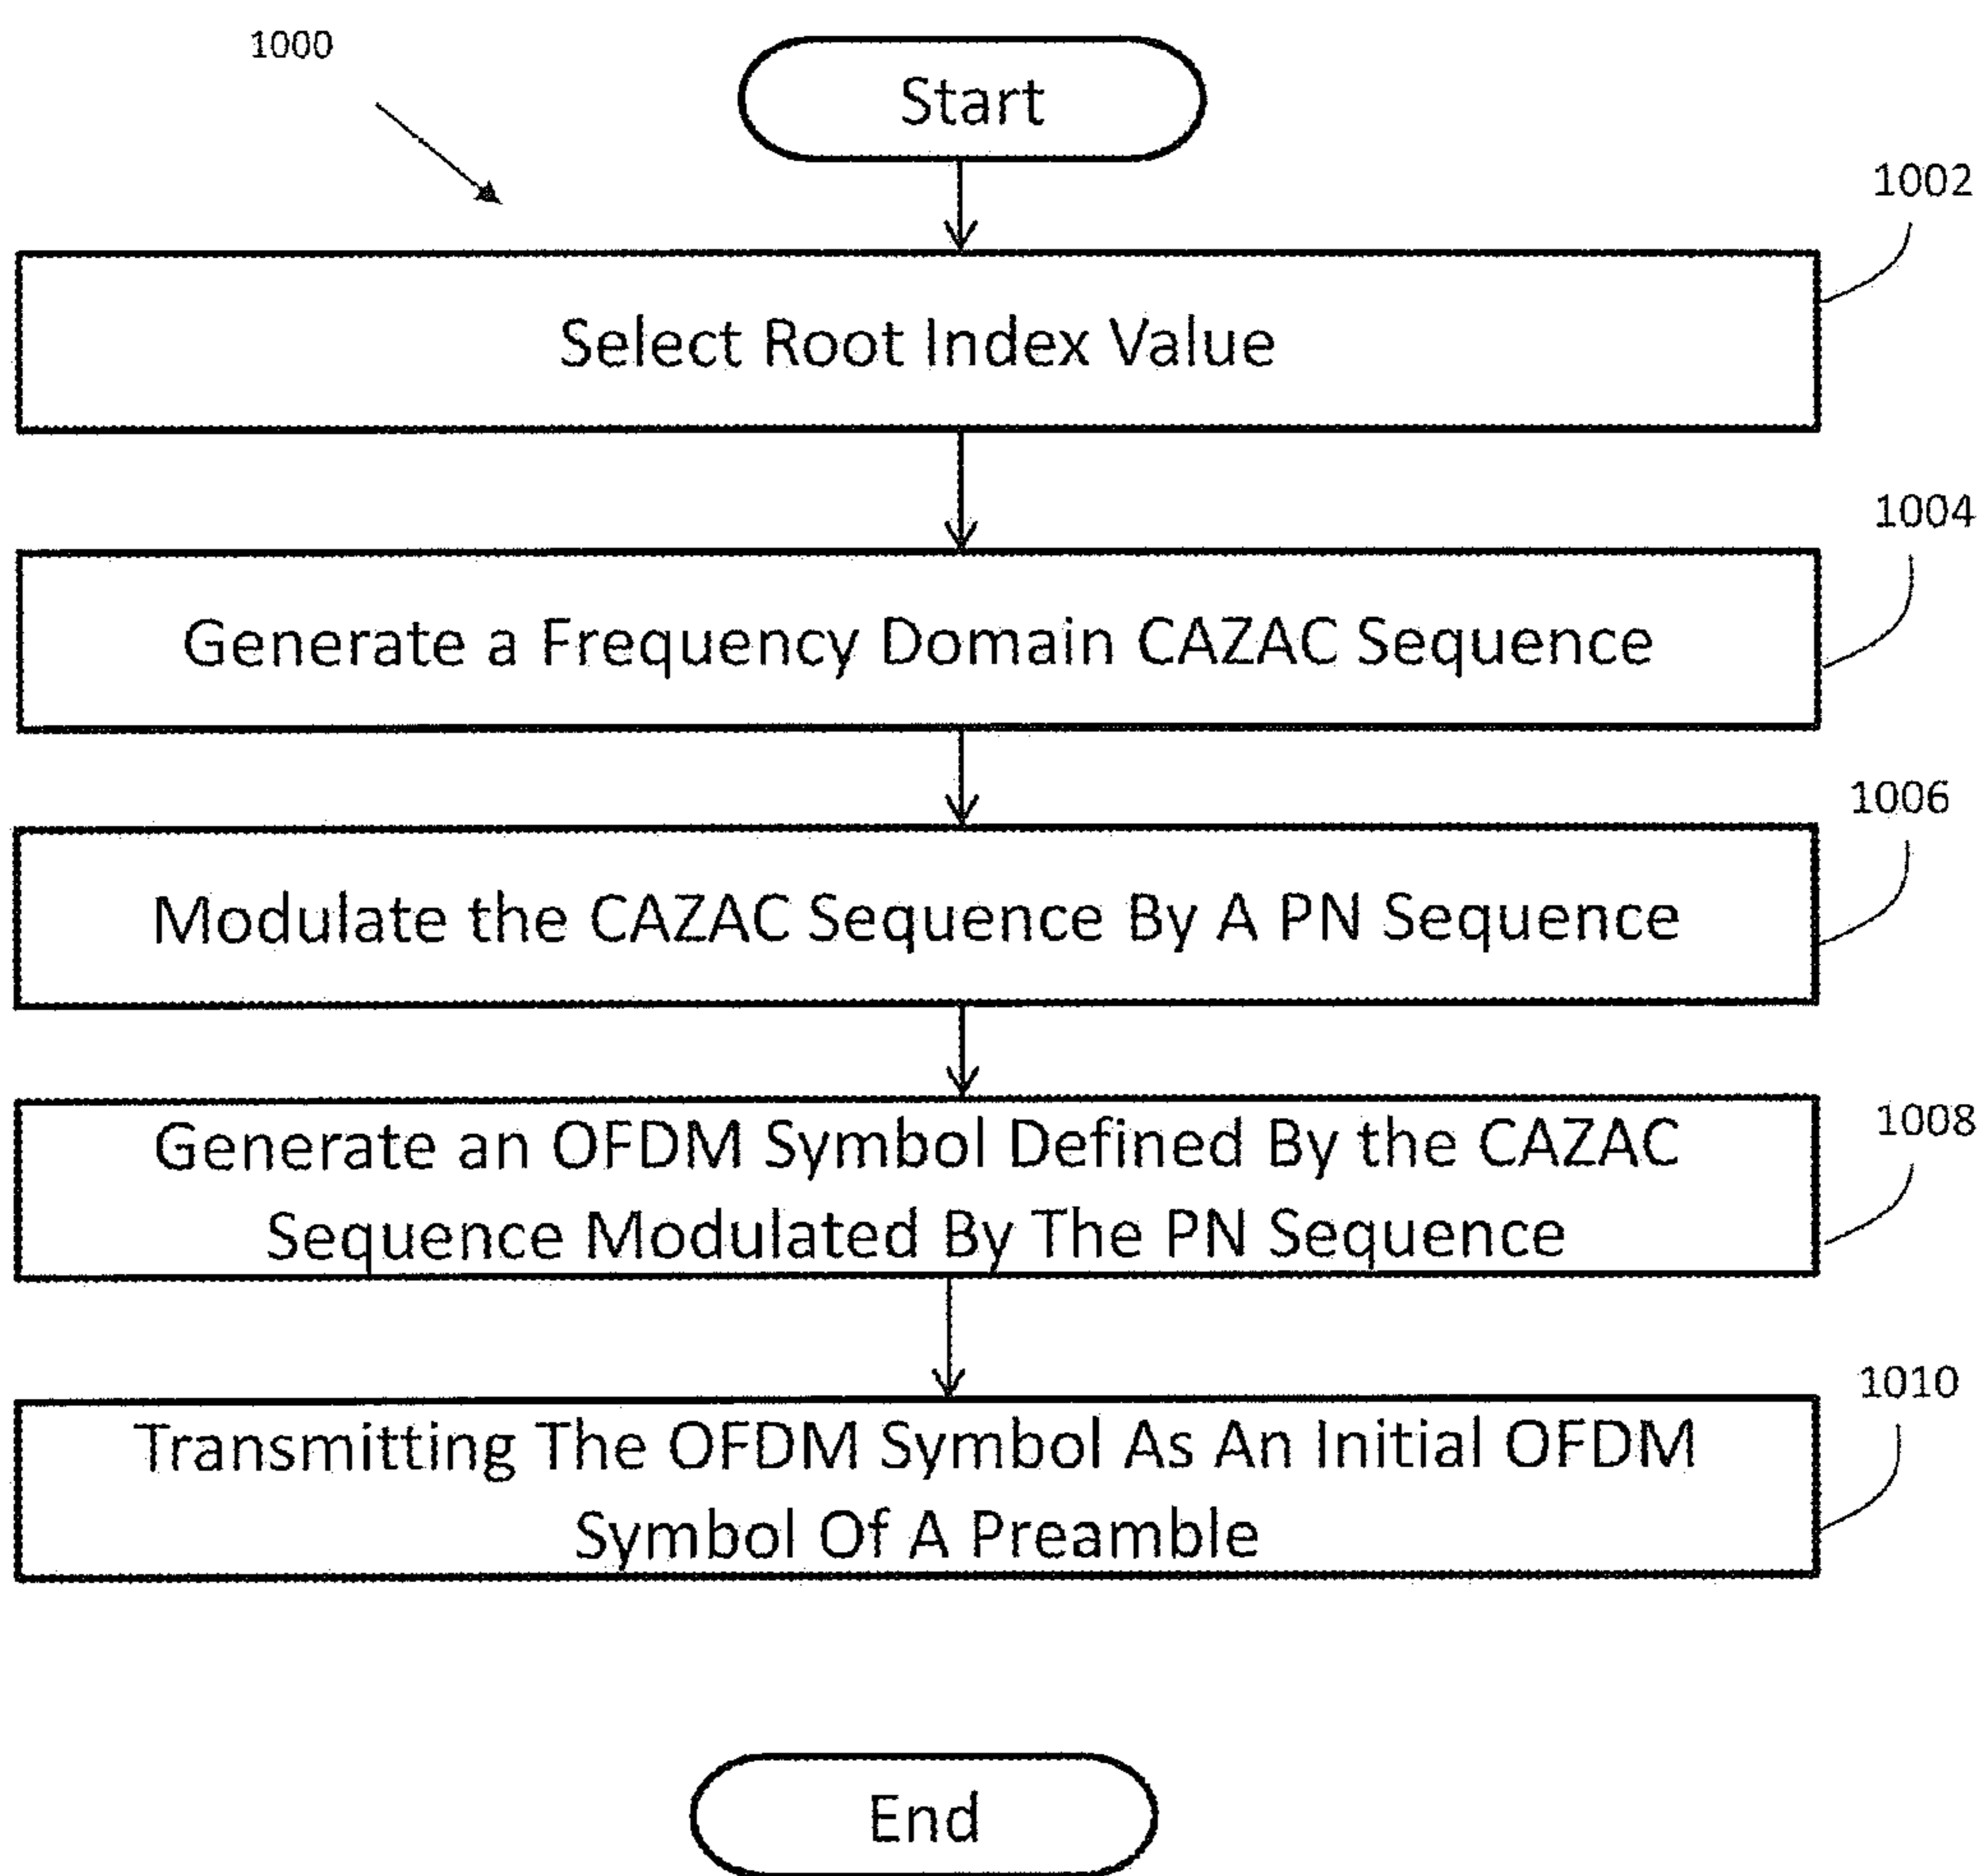 1000
Start
1002
Select Root Index Value
1004
Generate a Frequency Domain CAZAC Sequence
1006
Modulate the CAZAC Sequence By A PN Sequence
1008
Generate an OFDM Symbol Defined By the CAZAC
Sequence Modulated By The PN Sequence
1010
Transmitting The OFDM Symbol As An Initial OFDM
Symbol Of A Preamble
End